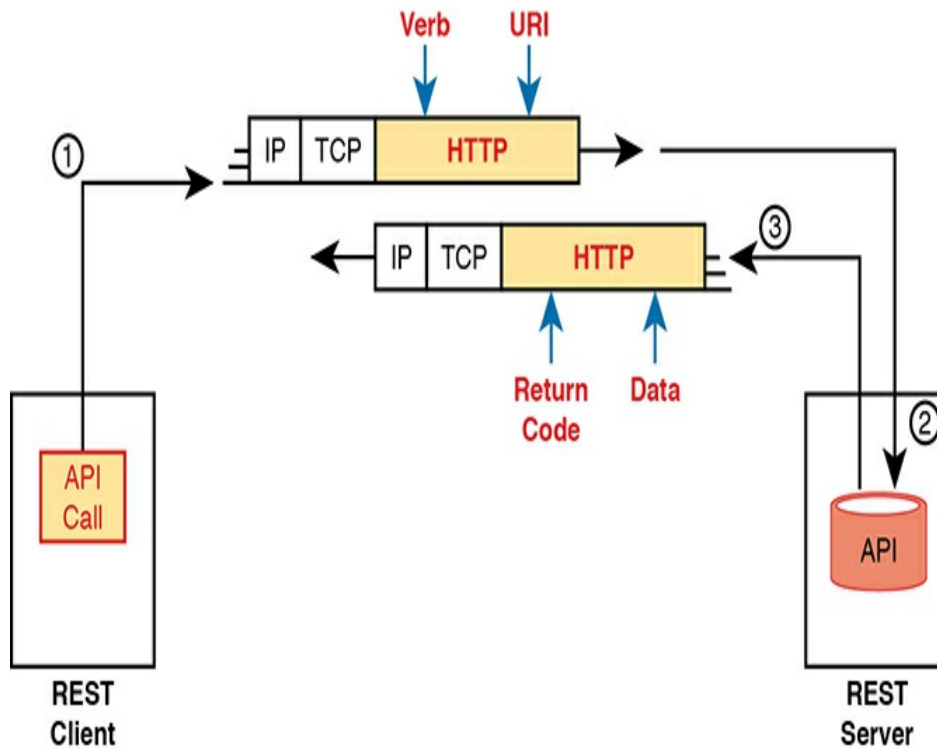 Verb URI
①
IP TCP HTTP
③
IP TCP HTTP
Return
Code
Data
②
API
Call
API
REST
Client
REST
Server